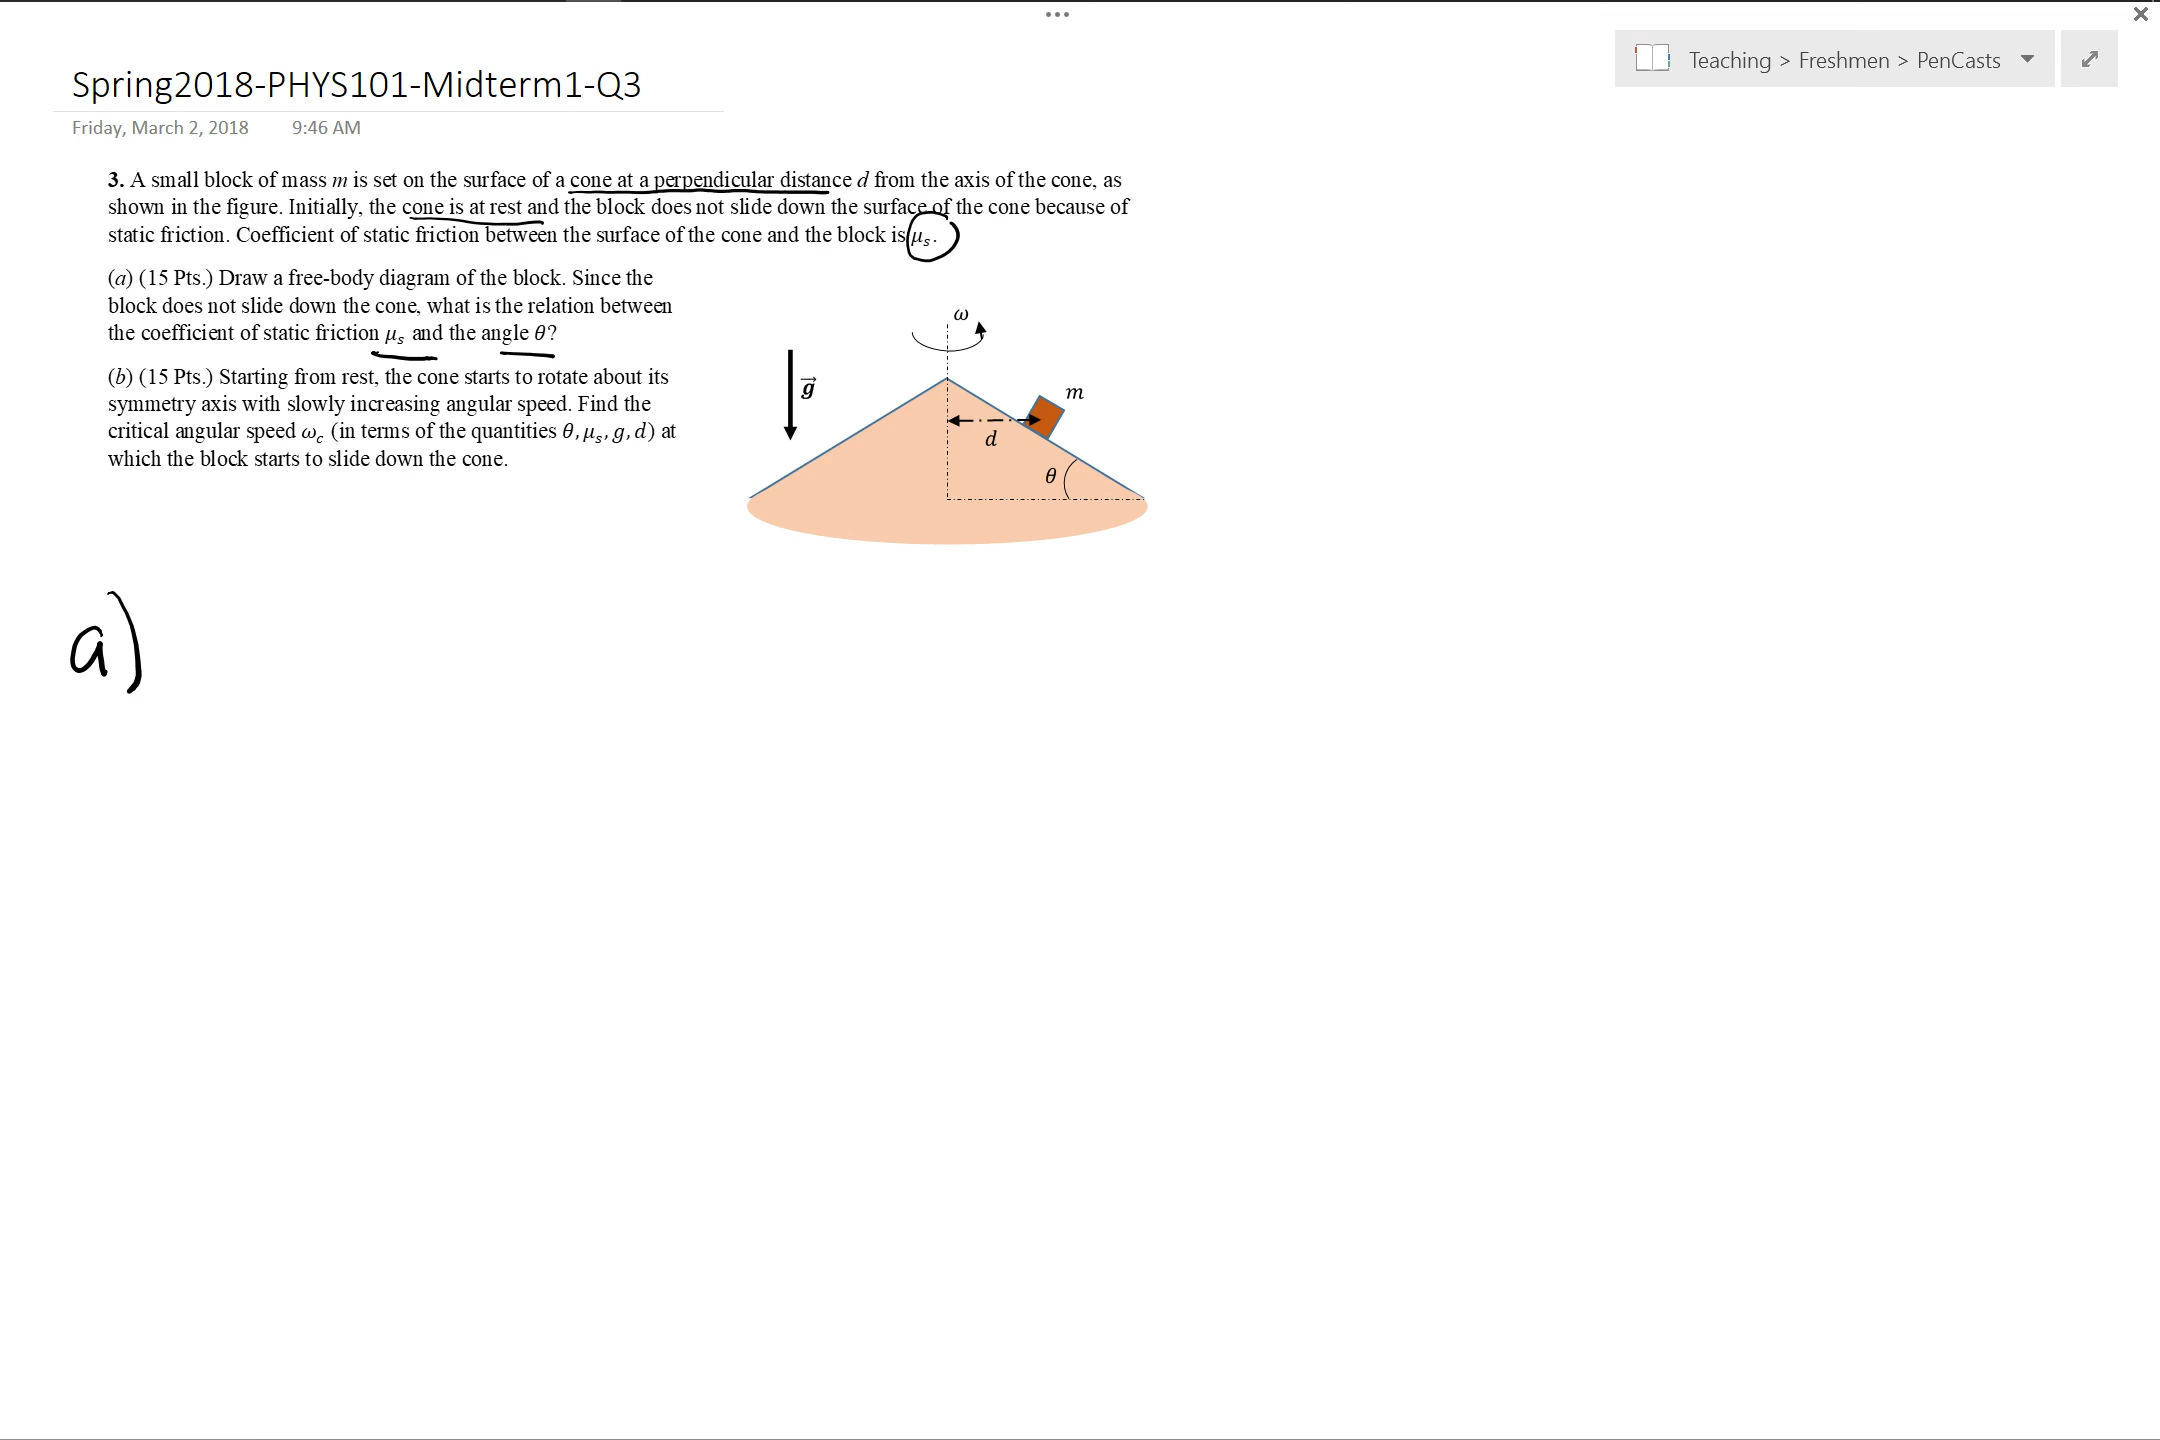 Teaching > Freshmen > PenCasts
Spring2018-PHYS101-Midterm1-Q3
Friday, March 2, 2018 9:46 AM
3. A small block of mass m is set on the surface of a cone at a perpendicular distance d from the axis of the cone, as
shown in the figure. Initially, the cone is at rest and the block does not slide down the surface of the cone because of
static friction. Coefficient of static friction between the surface of the cone and the block is μₛ.
(a) (15 Pts.) Draw a free-body diagram of the block. Since the
block does not slide down the cone, what is the relation between
the coefficient of static friction μₛ and the angle θ?
(b) (15 Pts.) Starting from rest, the cone starts to rotate about its
symmetry axis with slowly increasing angular speed. Find the
critical angular speed ω_c (in terms of the quantities θ, μₛ, g, d) at
which the block starts to slide down the cone.
ω
g⃗
m
d
θ
a)